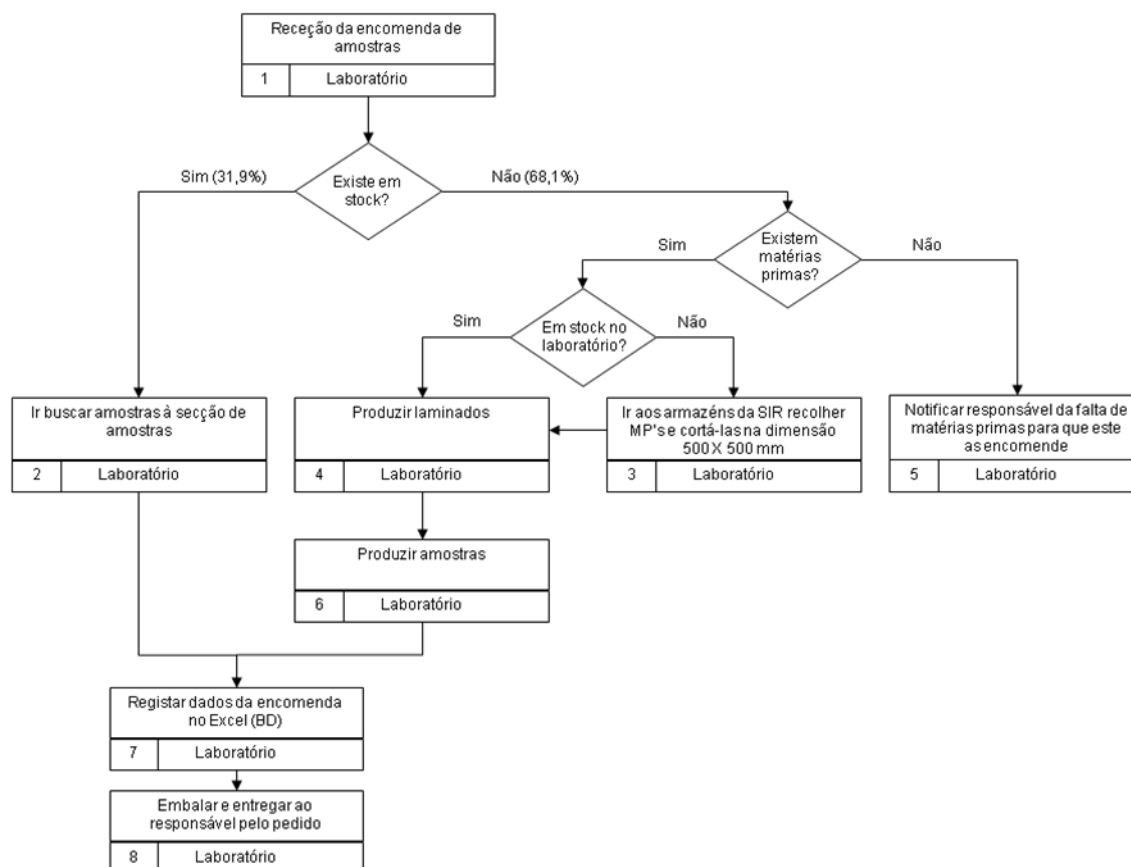 Receção da encomenda de
amostras
1 Laboratório
Sim (31,9%)
Existe em
stock?
Não (68,1%)
Sim
Existem
matérias
primas?
Não
Sim
Em stock no
laboratório?
Não
Ir buscar amostras à secção de
amostras
2 Laboratório
Produzir laminados
4 Laboratório
Ir aos armazéns da SIR recolher
MP's e cortá-las na dimensão
500 X 500 mm
3 Laboratório
Notificar responsável da falta de
matérias primas para que este
as encomende
5 Laboratório
Produzir amostras
6 Laboratório
Registar dados da encomenda
no Excel (BD)
7 Laboratório
Embalar e entregar ao
responsável pelo pedido
8 Laboratório